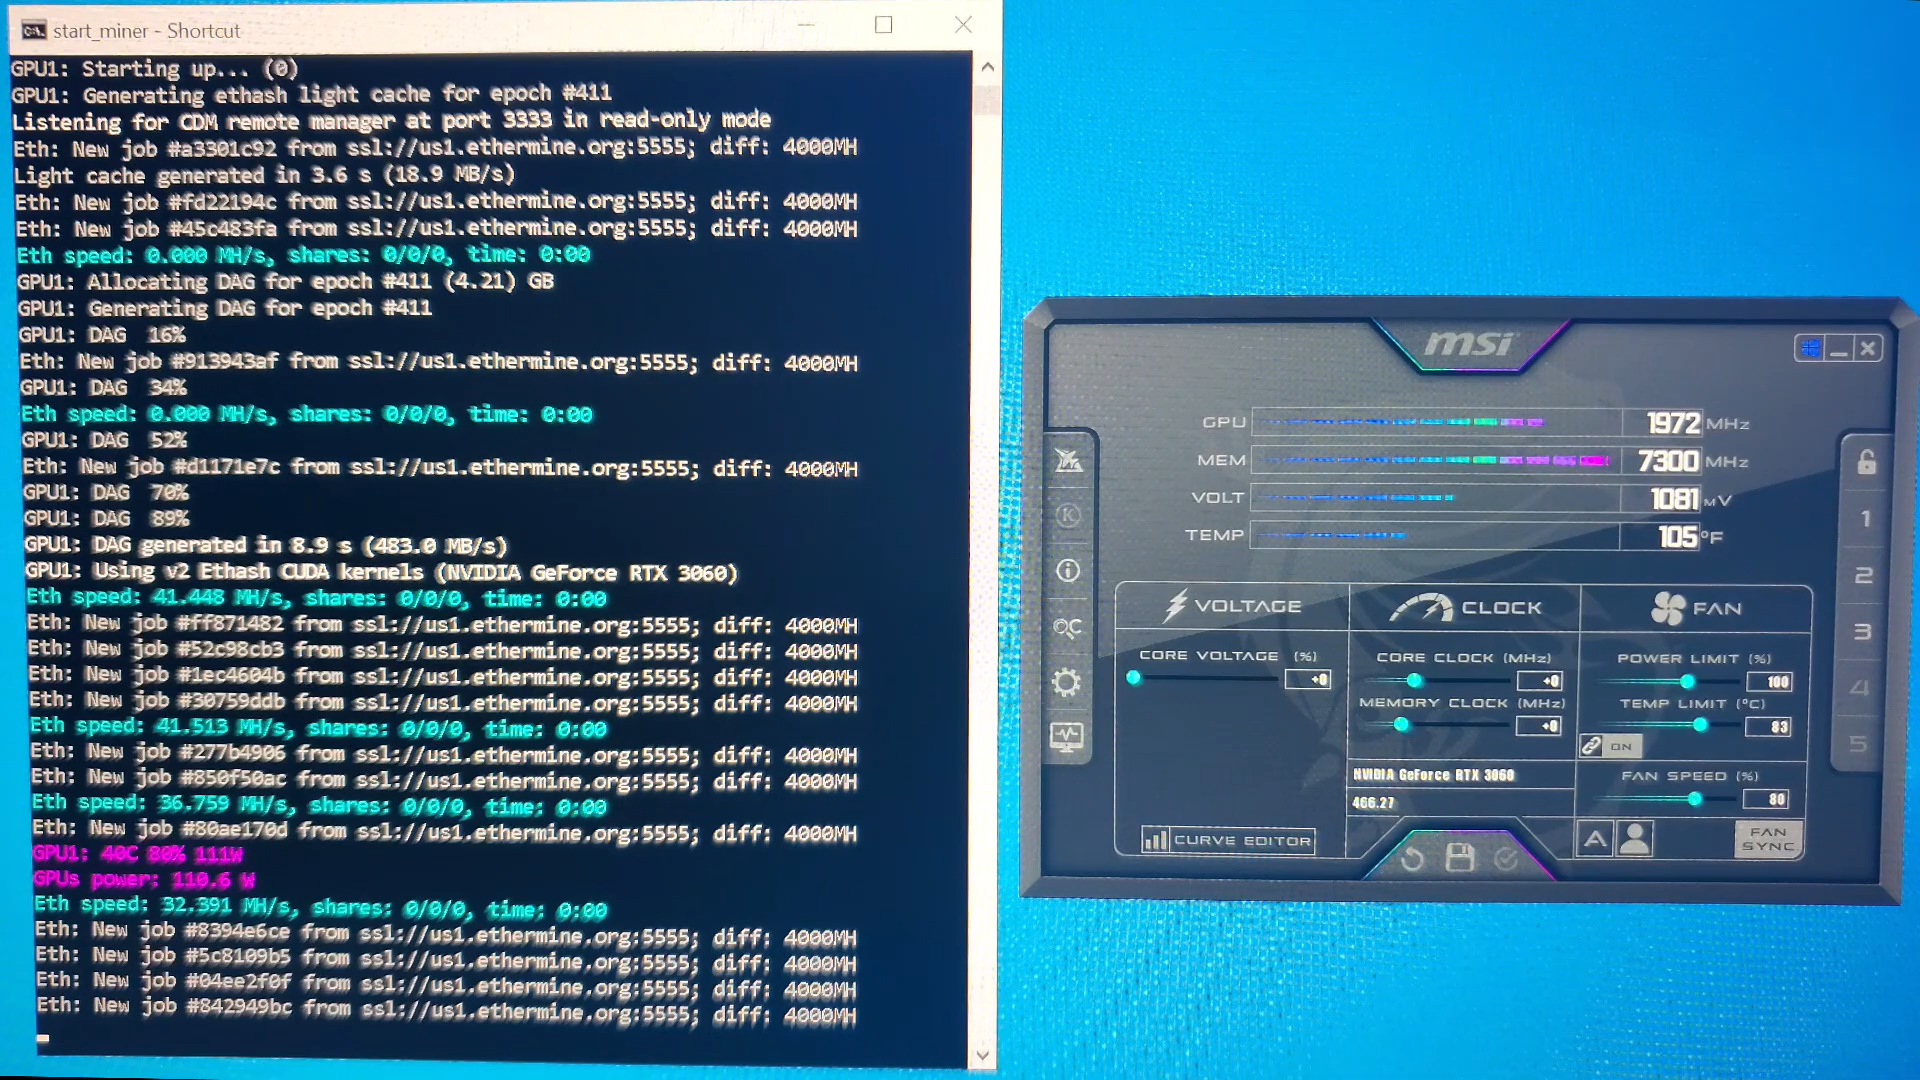 start_miner - Shortcut
GPU1: Starting up... (0)
GPU1: Generating ethash light cache for epoch #411
Listening for CDM remote manager at port 3333 in read-only mode
Eth: New job #a3301c92 from ssl://us1.ethermine.org:5555; diff: 4000MH
Light cache generated in 3.6 s (18.9 MB/s)
Eth: New job #fd22194c from ssl://us1.ethermine.org:5555; diff: 4000MH
Eth: New job #45c483fa from ssl://us1.ethermine.org:5555; diff: 4000MH
Eth speed: 0.000 MH/s, shares: 0/0/0, time: 0:00
GPU1: Allocating DAG for epoch #411 (4.21) GB
GPU1: Generating DAG for epoch #411
GPU1: DAG 16%
Eth: New job #913943af from ssl://us1.ethermine.org:5555; diff: 4000MH
GPU1: DAG 34%
Eth speed: 0.000 MH/s, shares: 0/0/0, time: 0:00
GPU1: DAG 52%
Eth: New job #d1171e7c from ssl://us1.ethermine.org:5555; diff: 4000MH
GPU1: DAG 70%
GPU1: DAG 89%
GPU1: DAG generated in 8.9 s (483.0 MB/s)
GPU1: Using v2 Ethash CUDA kernels (NVIDIA GeForce RTX 3060)
Eth speed: 41.448 MH/s, shares: 0/0/0, time: 0:00
Eth: New job #ff871482 from ssl://us1.ethermine.org:5555; diff: 4000MH
Eth: New job #52c98cb3 from ssl://us1.ethermine.org:5555; diff: 4000MH
Eth: New job #1ec4604b from ssl://us1.ethermine.org:5555; diff: 4000MH
Eth: New job #30759ddb from ssl://us1.ethermine.org:5555; diff: 4000MH
Eth speed: 41.513 MH/s, shares: 0/0/0, time: 0:00
Eth: New job #277b4906 from ssl://us1.ethermine.org:5555; diff: 4000MH
Eth: New job #850f50ac from ssl://us1.ethermine.org:5555; diff: 4000MH
Eth speed: 36.759 MH/s, shares: 0/0/0, time: 0:00
Eth: New job #80ae170d from ssl://us1.ethermine.org:5555; diff: 4000MH
GPU1: 40C 80% 111W
GPUs power: 110.6 W
Eth speed: 32.391 MH/s, shares: 0/0/0, time: 0:00
Eth: New job #8394e6ce from ssl://us1.ethermine.org:5555; diff: 4000MH
Eth: New job #5c8109b5 from ssl://us1.ethermine.org:5555; diff: 4000MH
Eth: New job #04ee2f0f from ssl://us1.ethermine.org:5555; diff: 4000MH
Eth: New job #842949bc from ssl://us1.ethermine.org:5555; diff: 4000MH
msi
GPU 1972 MHz
MEM 7300 MHz
VOLT 1081 mV
TEMP 105 °F
K
i
OC
1
2
3
4
5
VOLTAGE
CORE VOLTAGE (%)
+0
CURVE EDITOR
CLOCK
CORE CLOCK (MHz)
+0
MEMORY CLOCK (MHz)
+0
NVIDIA GeForce RTX 3060
466.27
FAN
POWER LIMIT (%)
100
TEMP LIMIT (°C)
83
ON
FAN SPEED (%)
80
A
FAN
SYNC